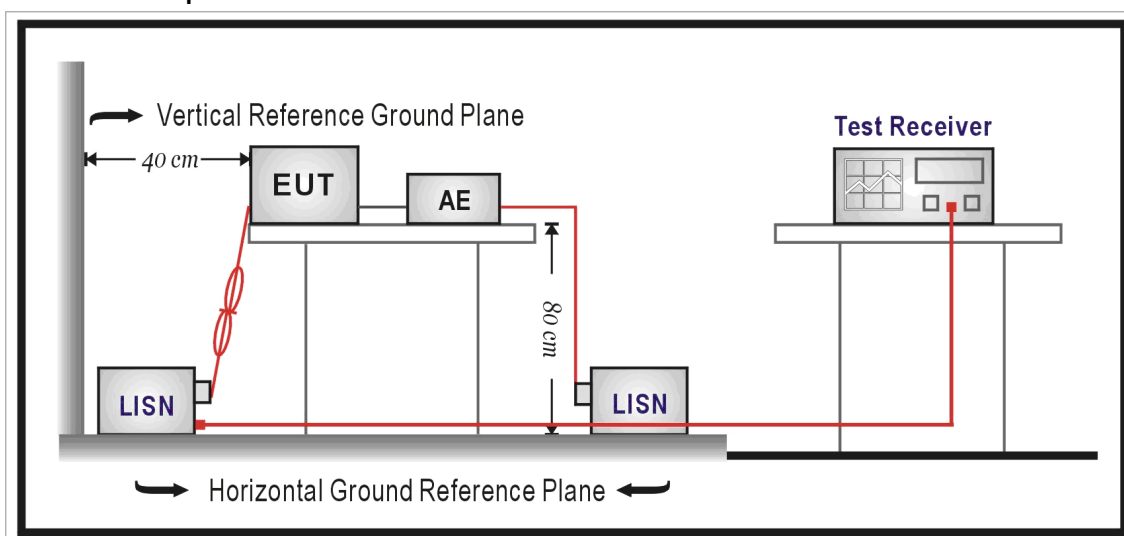 Vertical Reference Ground Plane
40 cm
EUT
AE
Test Receiver
80 cm
LISN
LISN
Horizontal Ground Reference Plane